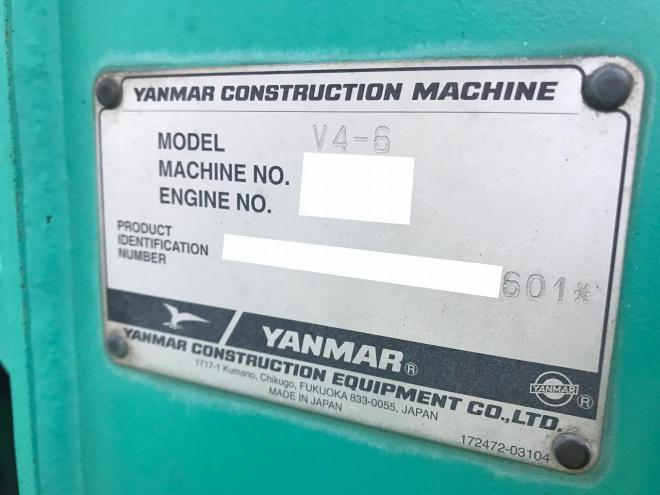 YANMAR CONSTRUCTION MACHINE
MODEL V4-6
MACHINE NO.
ENGINE NO.
PRODUCT
IDENTIFICATION
NUMBER
601*
YANMAR®
YANMAR ®
YANMAR CONSTRUCTION EQUIPMENT CO.,LTD.
1717-1 Kumano, Chikugo, FUKUOKA 833-0055, JAPAN
MADE IN JAPAN
172472-03104